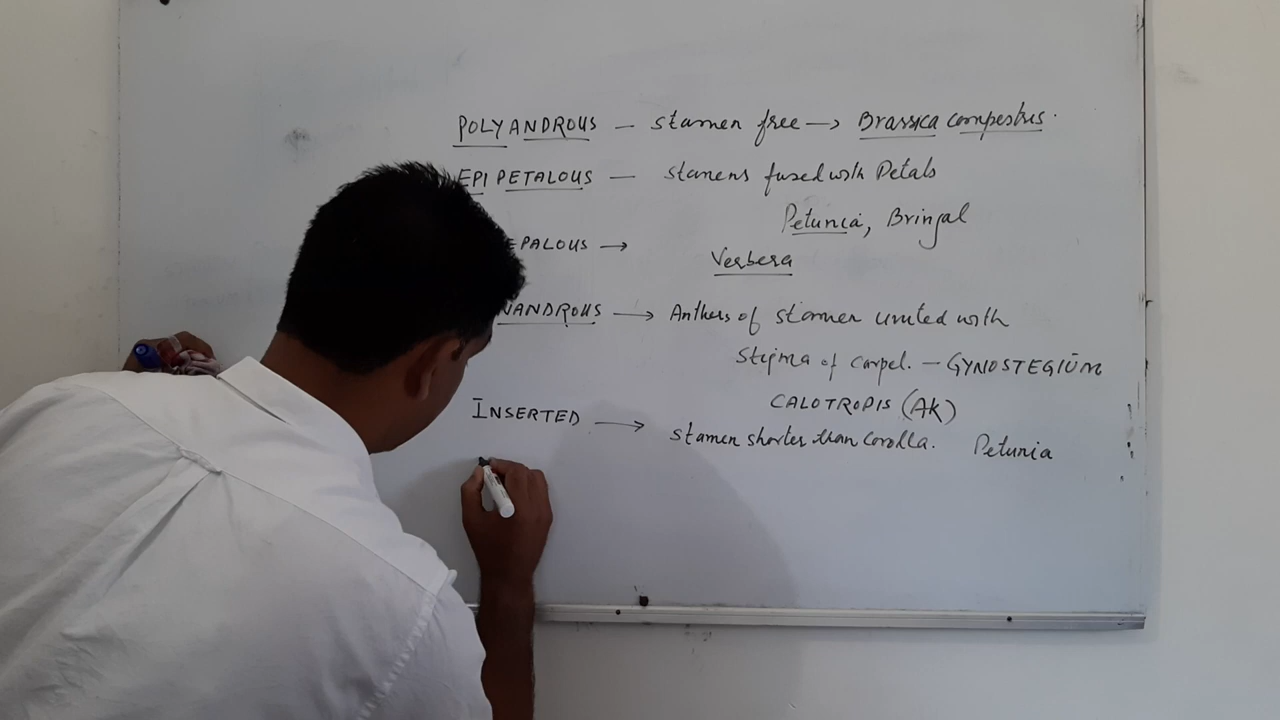 POLYANDROUS — stamen free → Brassica compestris.
EPIPETALOUS — stamens fused with Petals
Petunia, Bringal
EPALOUS →
Verbera
NANDROUS → Anthers of stamen united with
Stigma of carpel. — GYNOSTEGIUM
CALOTROPIS (AK)
INSERTED → stamen shorter than corolla. Petunia